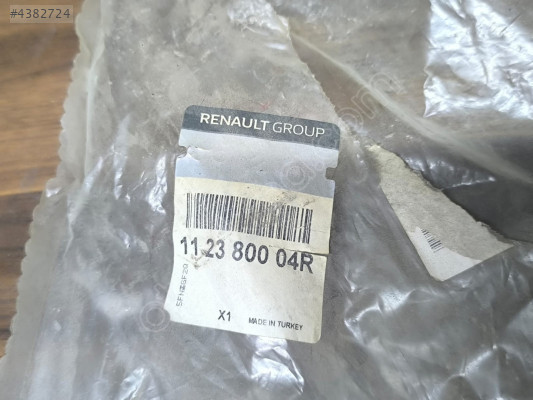 #4382724
RENAULT GROUP
11 23 800 04R
X1 MADE IN TURKEY